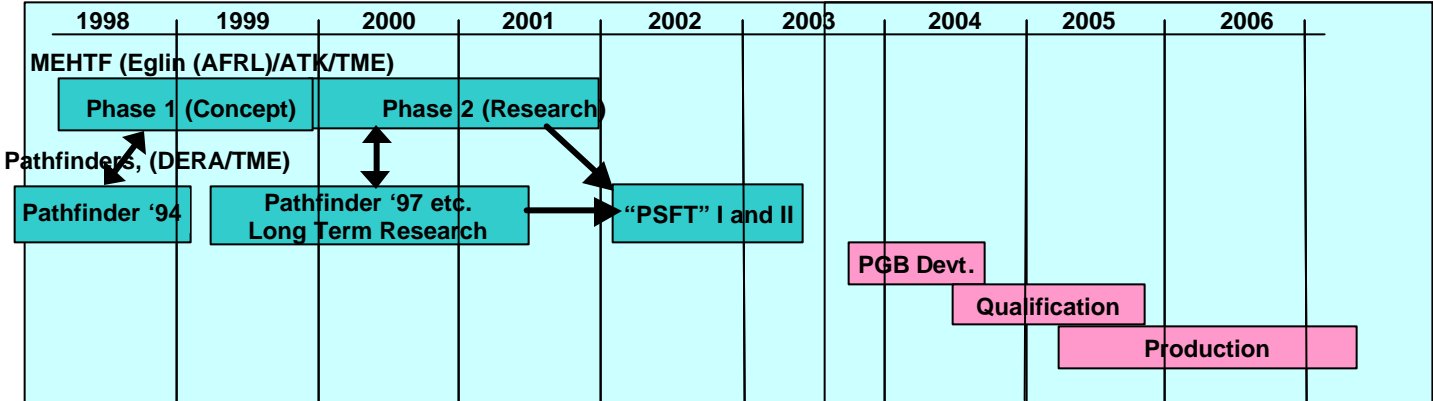 1998 1999 2000 2001 2002 2003 2004 2005 2006
MEHTF (Eglin (AFRL)/ATK/TME)
Phase 1 (Concept) Phase 2 (Research)
Pathfinders, (DERA/TME)
Pathfinder ‘94
Pathfinder ‘97 etc.
Long Term Research
“PSFT” I and II
PGB Devt.
Qualification
Production